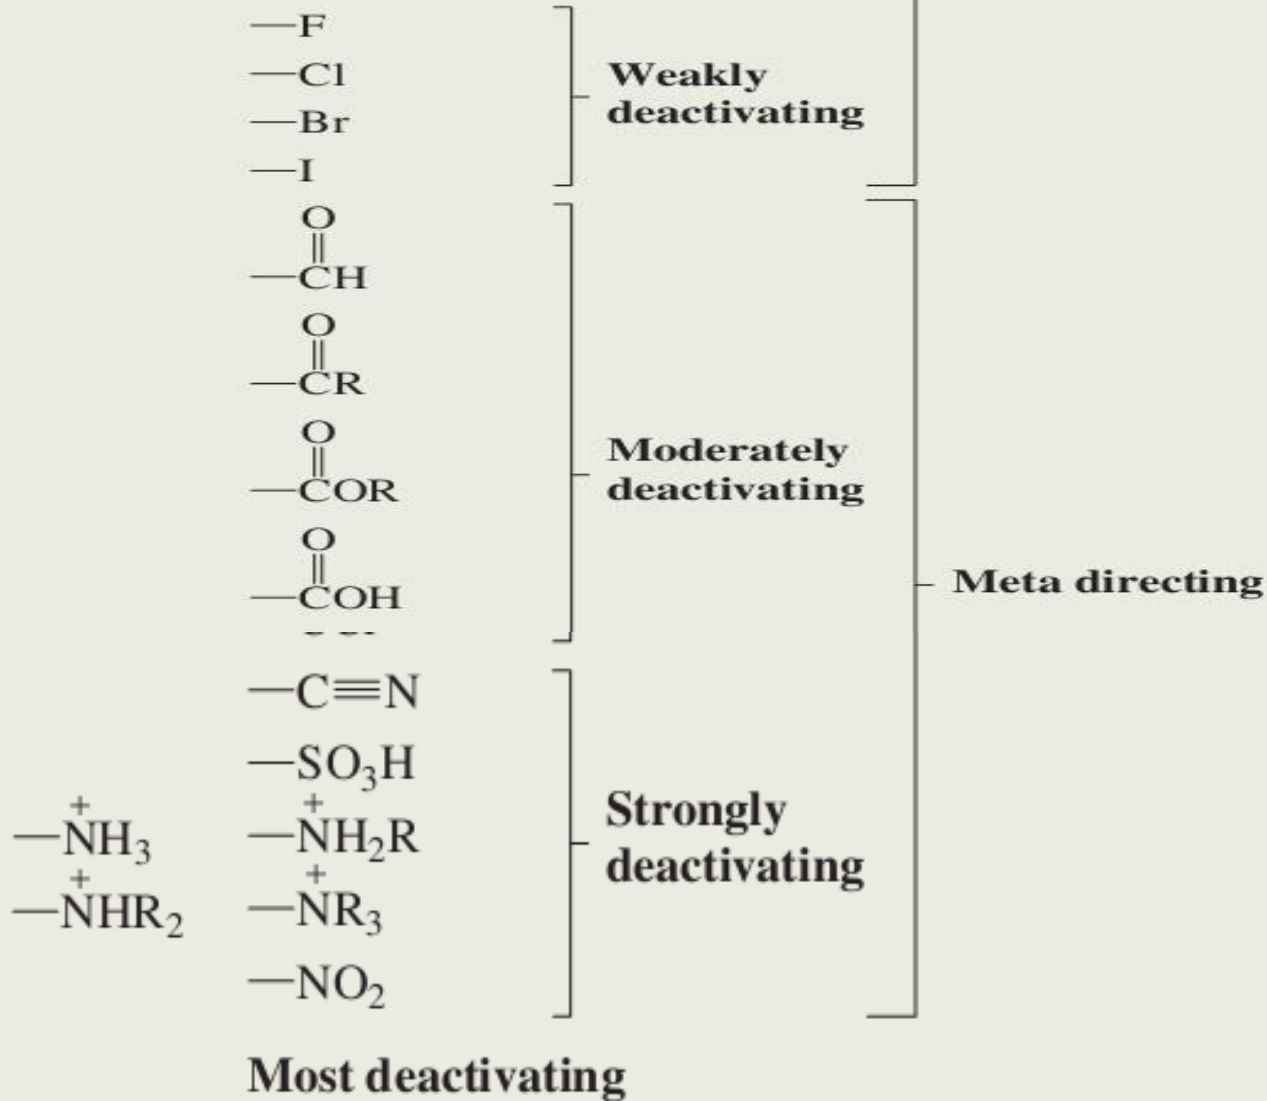 —F
—Cl
Weakly
deactivating
—Br
—I
O
—CH
O
—CR
O
—COR
Moderately
deactivating
O
—COH
Meta directing
—C≡N
—SO₃H
+
—NH₃
+
—NH₂R
Strongly
deactivating
+
—NHR₂
+
—NR₃
—NO₂
Most deactivating